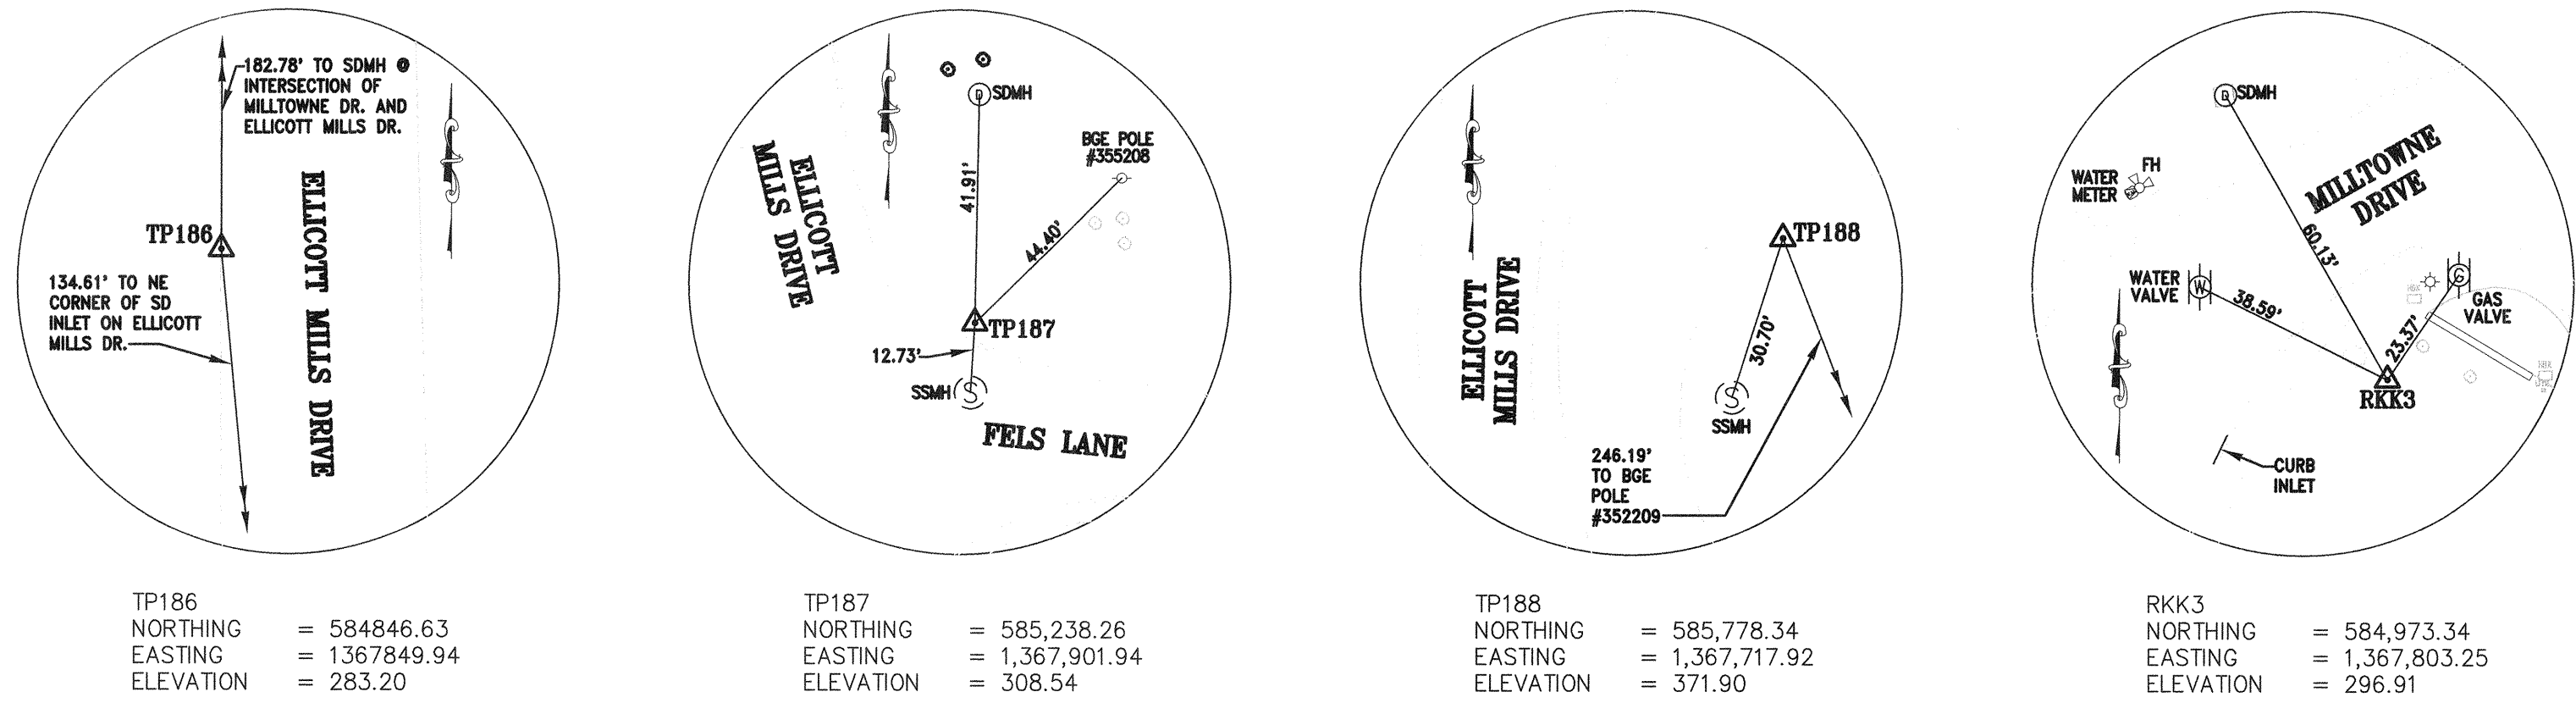 182.78' TO SDMH @
INTERSECTION OF
MILLTOWNE DR. AND
ELLICOTT MILLS DR.
ELLICOTT MILLS DRIVE
TP186
134.61' TO NE
CORNER OF SD
INLET ON ELLICOTT
MILLS DR.
TP186
NORTHING = 584846.63
EASTING = 1367849.94
ELEVATION = 283.20
D SDMH
ELLICOTT
MILLS DRIVE
41.91'
BGE POLE
#355208
44.40'
TP187
12.73'
SSMH S
FELS LANE
TP187
NORTHING = 585,238.26
EASTING = 1,367,901.94
ELEVATION = 308.54
TP188
ELLICOTT
MILLS DRIVE
30.70'
S
SSMH
246.19'
TO BGE
POLE
#352209
TP188
NORTHING = 585,778.34
EASTING = 1,367,717.92
ELEVATION = 371.90
D SDMH
MILLTOWNE
DRIVE
FH
WATER
METER
60.13'
WATER
VALVE
W
38.59'
G
GAS
VALVE
23.37'
RKK3
CURB
INLET
RKK3
NORTHING = 584,973.34
EASTING = 1,367,803.25
ELEVATION = 296.91